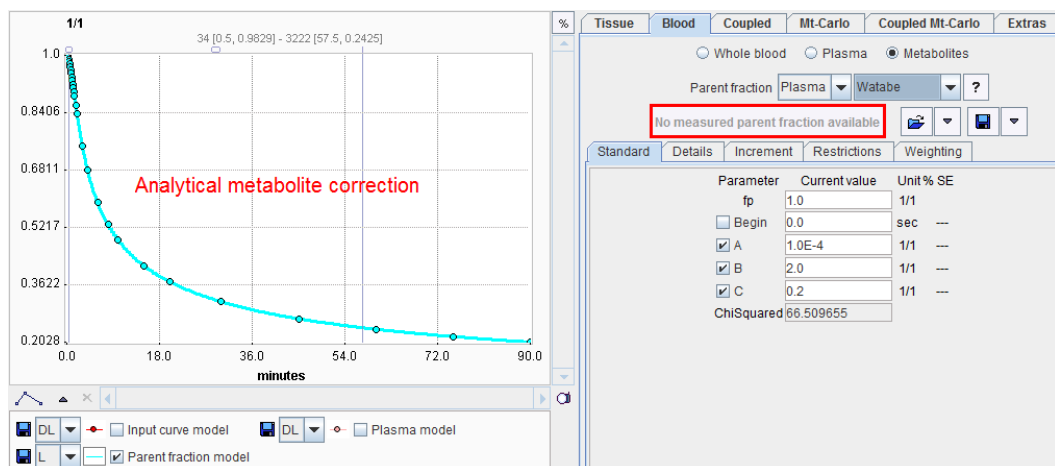 1/1
%
34 [0.5, 0.9829] - 3222 [57.5, 0.2425]
1.0
0.8406
0.6811
0.5217
0.3622
0.2028
Analytical metabolite correction
0.0 18.0 36.0 54.0 72.0 90.0
minutes
DL Input curve model DL Plasma model
L Parent fraction model
Tissue Blood Coupled Mt-Carlo Coupled Mt-Carlo Extras
Whole blood Plasma Metabolites
Parent fraction Plasma Watabe ?
No measured parent fraction available
Standard Details Increment Restrictions Weighting
Parameter Current value Unit % SE
fp 1.0 1/1
Begin 0.0 sec ---
A 1.0E-4 1/1 ---
B 2.0 1/1 ---
C 0.2 1/1 ---
ChiSquared 66.509655